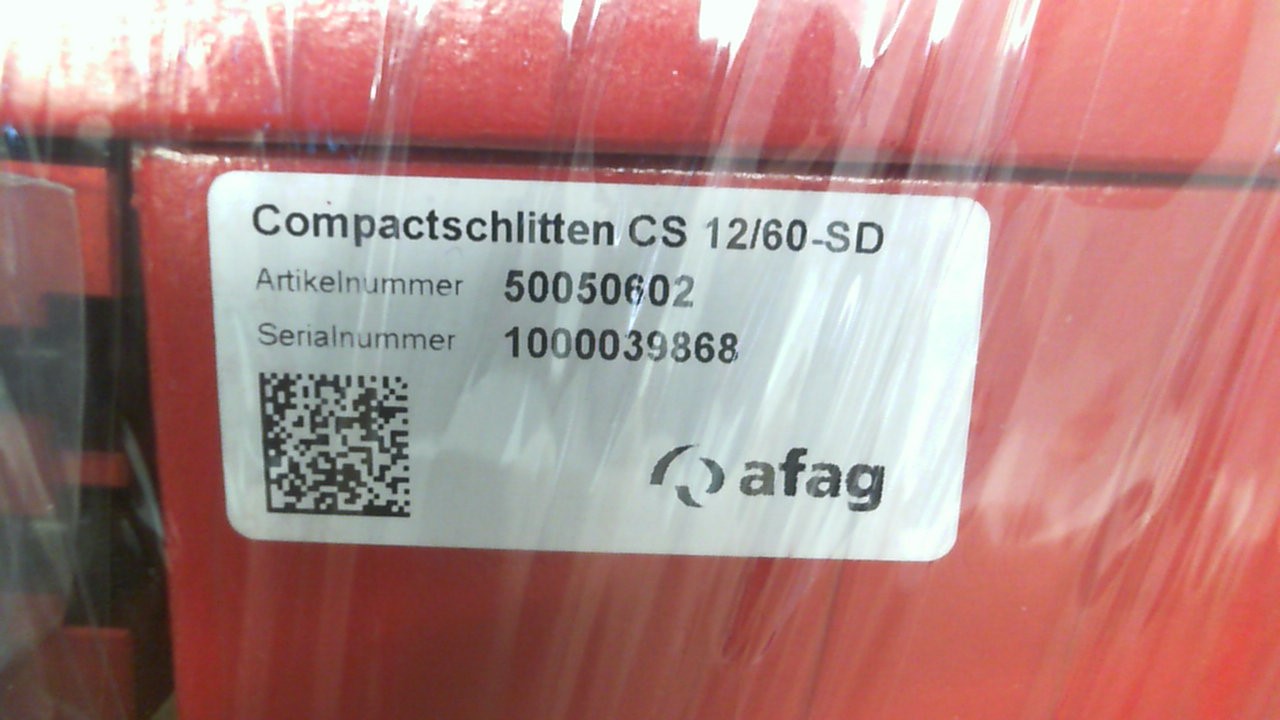 Compactschlitten CS 12/60-SD
Artikelnummer 50050602
Serialnummer 1000039868
afag